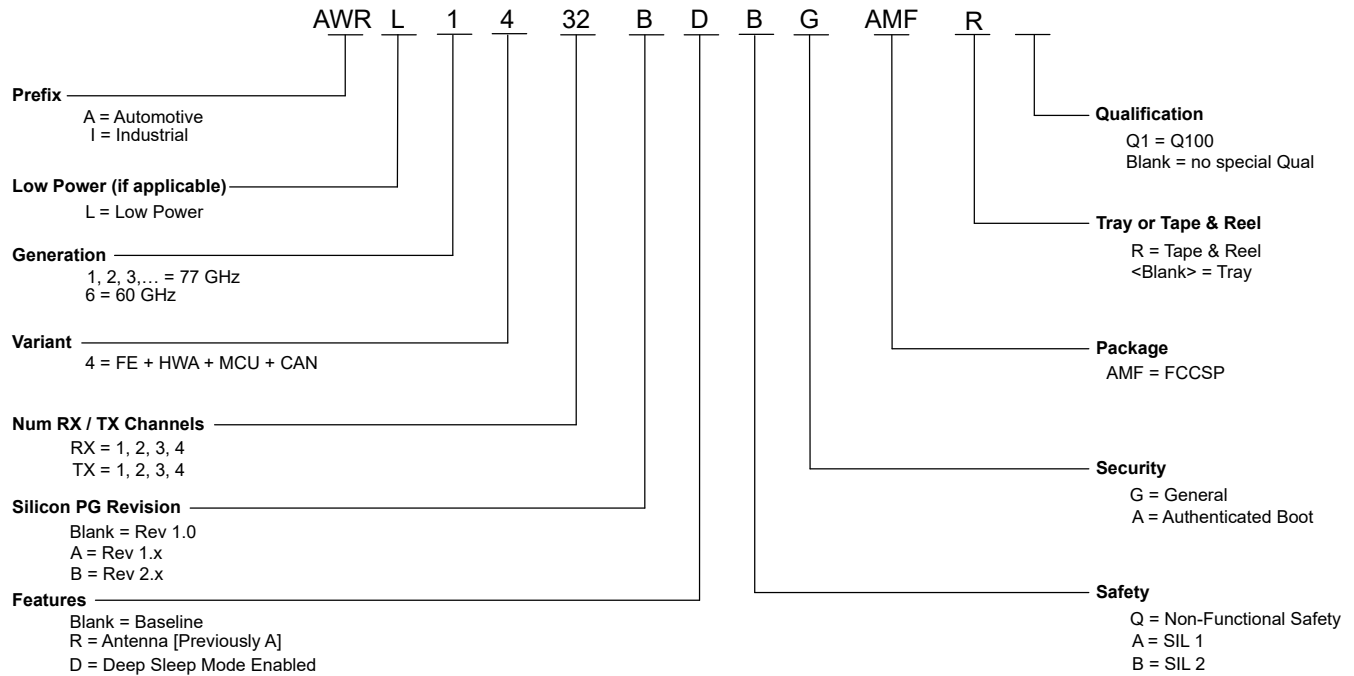 AWR L 1 4 32 B D B G AMF R
Prefix
A = Automotive
I = Industrial
Low Power (if applicable)
L = Low Power
Generation
1, 2, 3,… = 77 GHz
6 = 60 GHz
Variant
4 = FE + HWA + MCU + CAN
Num RX / TX Channels
RX = 1, 2, 3, 4
TX = 1, 2, 3, 4
Silicon PG Revision
Blank = Rev 1.0
A = Rev 1.x
B = Rev 2.x
Features
Blank = Baseline
R = Antenna [Previously A]
D = Deep Sleep Mode Enabled
Qualification
Q1 = Q100
Blank = no special Qual
Tray or Tape & Reel
R = Tape & Reel
<Blank> = Tray
Package
AMF = FCCSP
Security
G = General
A = Authenticated Boot
Safety
Q = Non-Functional Safety
A = SIL 1
B = SIL 2